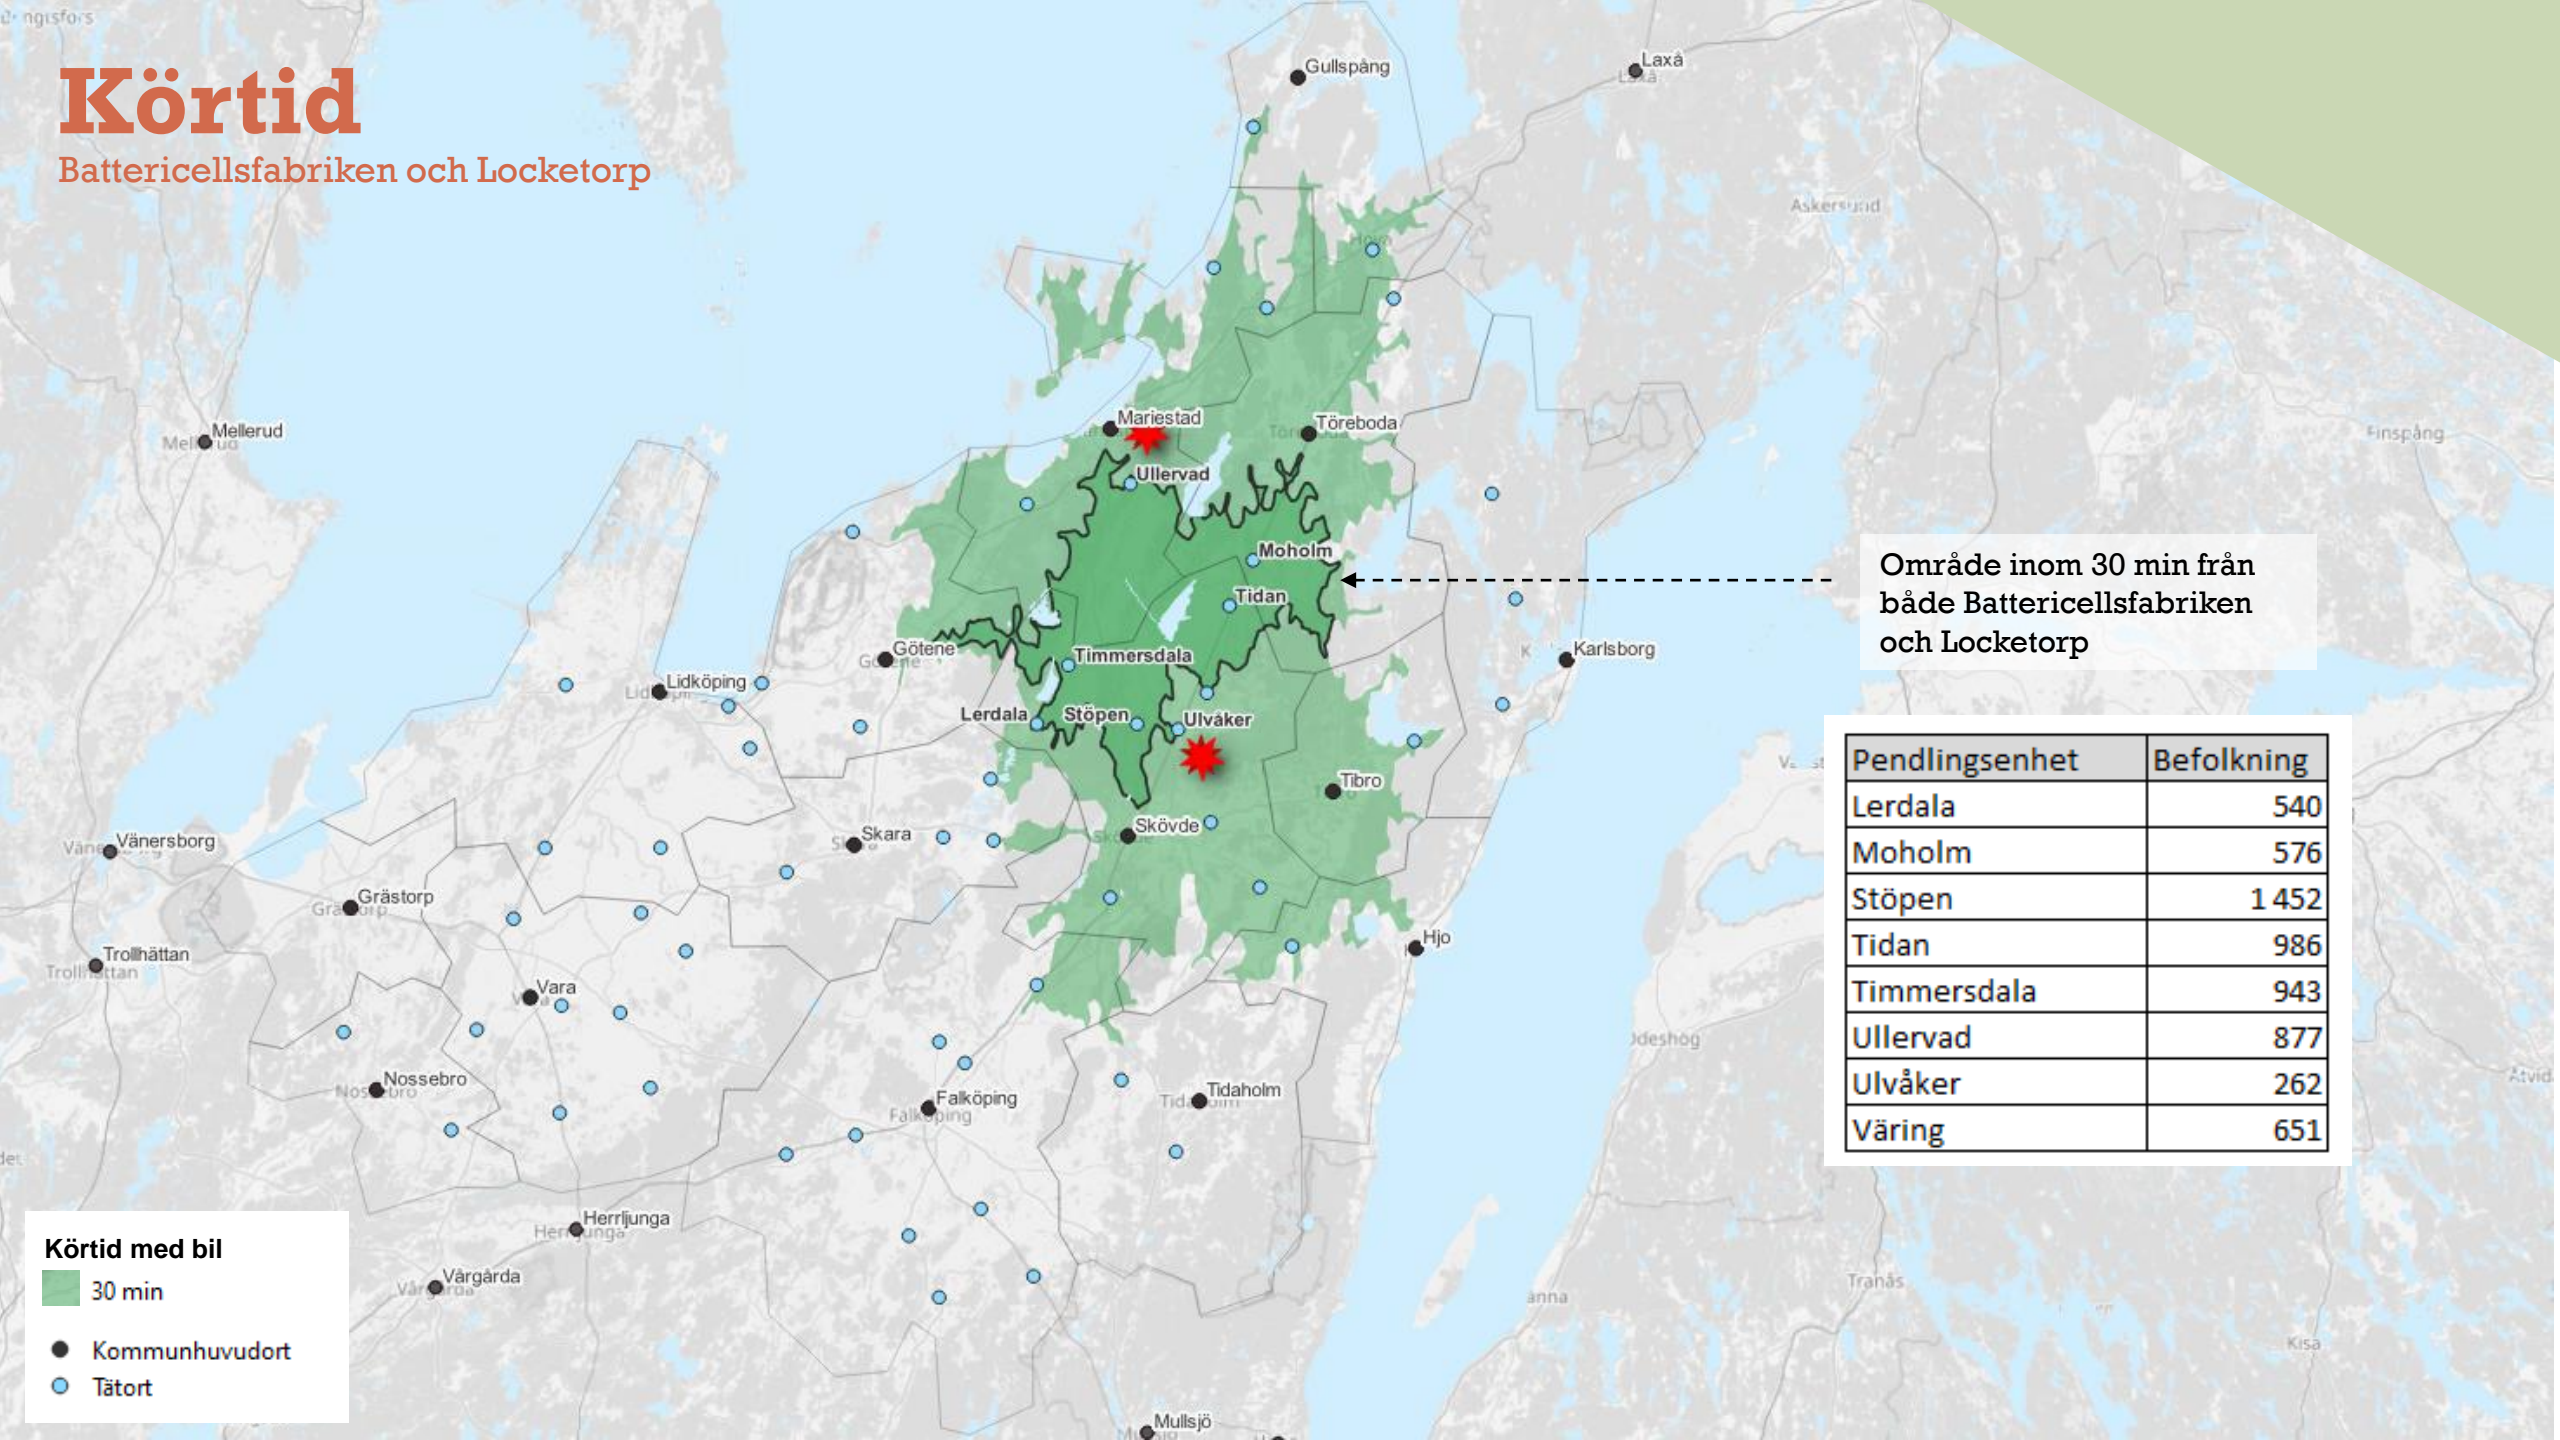 Körtid
Battericellsfabriken och Locketorp
Gullspång
Laxå
Askersund
Mellerud
Mariestad
Töreboda
Finspång
Ullervad
Moholm
Tidan
Område inom 30 min från
både Battericellsfabriken
och Locketorp
Götene
Timmersdala
Karlsborg
Lidköping
Lerdala
Stöpen
Ulvåker
Tibro
Skövde
Skara
Vänersborg
Grästorp
Hjo
Trollhättan
Vara
Ödeshög
Nossebro
Falköping
Tidaholm
Herrljunga
Vårgårda
Tranås
Kisa
Mullsjö
Pendlingsenhet Befolkning
Lerdala 540
Moholm 576
Stöpen 1 452
Tidan 986
Timmersdala 943
Ullervad 877
Ulvåker 262
Väring 651
Körtid med bil
30 min
Kommunhuvudort
Tätort